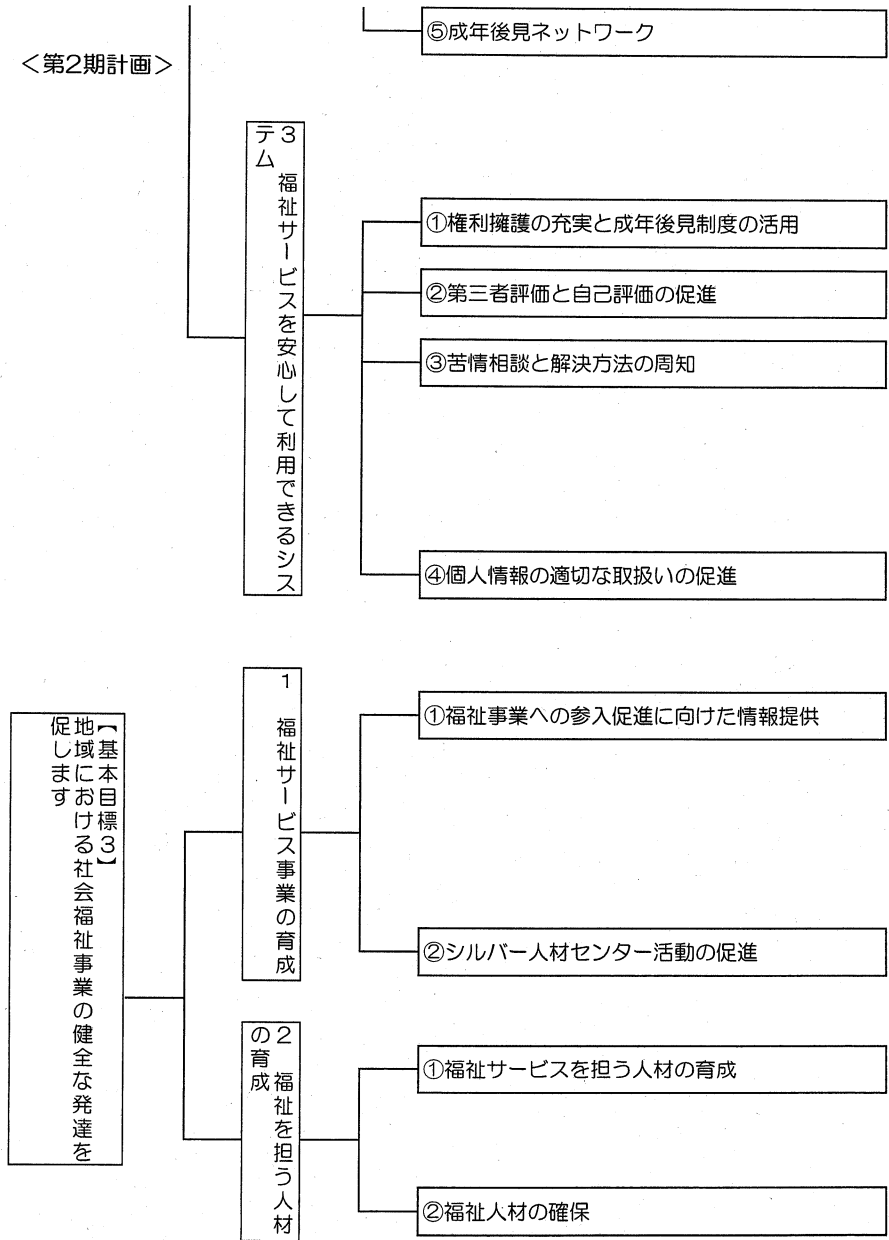 ⑤成年後見ネットワーク
＜第2期計画＞
3　福祉サービスを安心して利用できるシス
テム
①権利擁護の充実と成年後見制度の活用
②第三者評価と自己評価の促進
③苦情相談と解決方法の周知
④個人情報の適切な取扱いの促進
【基本目標3】
地域における社会福祉事業の健全な発達を
促します
1　福祉サービス事業の育成
①福祉事業への参入促進に向けた情報提供
②シルバー人材センター活動の促進
2　福祉を担う人材
の育成
①福祉サービスを担う人材の育成
②福祉人材の確保